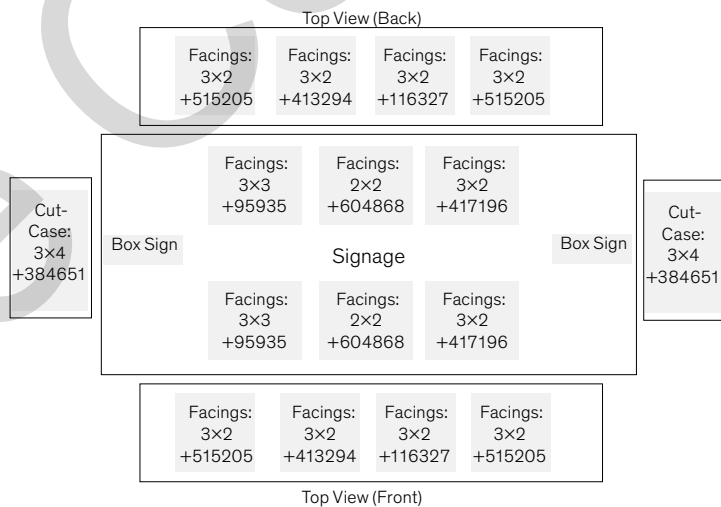 Top View (Back)
Facings:
3×2
+515205
Facings:
3×2
+413294
Facings:
3×2
+116327
Facings:
3×2
+515205
Facings:
3×3
+95935
Facings:
2×2
+604868
Facings:
3×2
+417196
Cut-
Case:
3×4
+384651
Box Sign
Signage
Box Sign
Cut-
Case:
3×4
+384651
Facings:
3×3
+95935
Facings:
2×2
+604868
Facings:
3×2
+417196
Facings:
3×2
+515205
Facings:
3×2
+413294
Facings:
3×2
+116327
Facings:
3×2
+515205
Top View (Front)